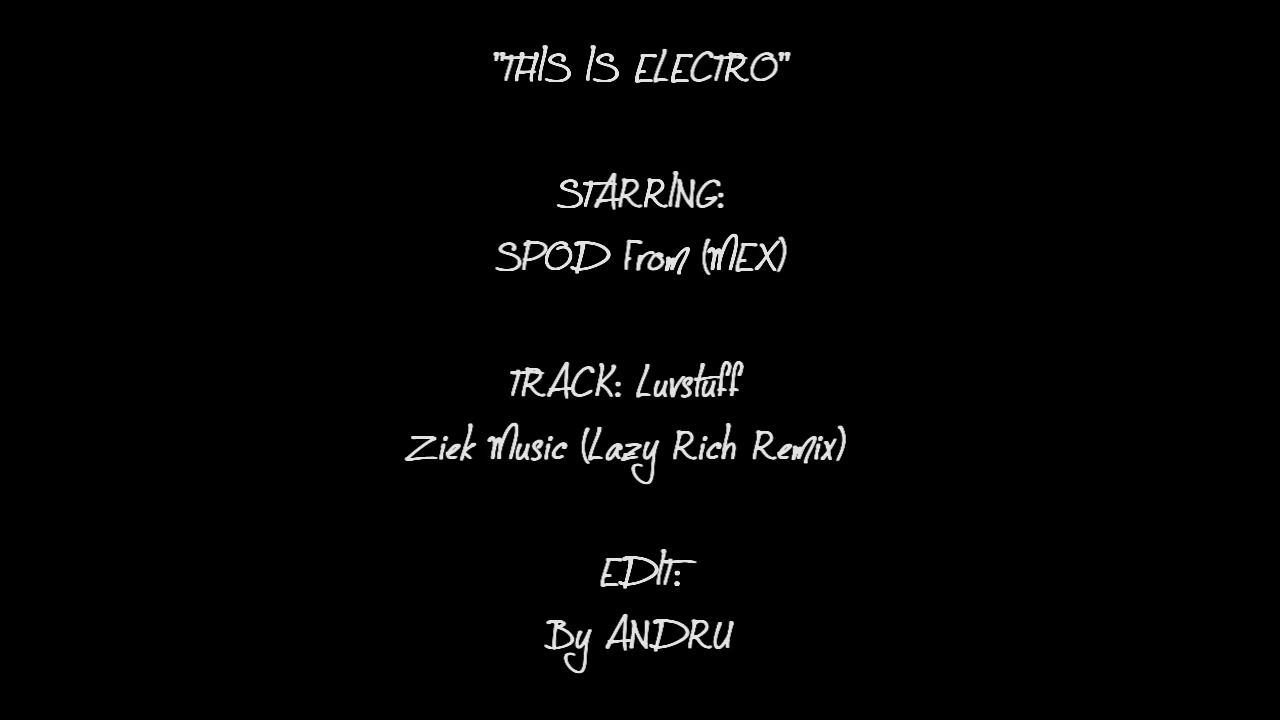 "THIS IS ELECTRO"
STARRING:
SPOD From (MEX)
TRACK: Luvstuff
Ziek Music (Lazy Rich Remix)
EDIT:
By ANDRU